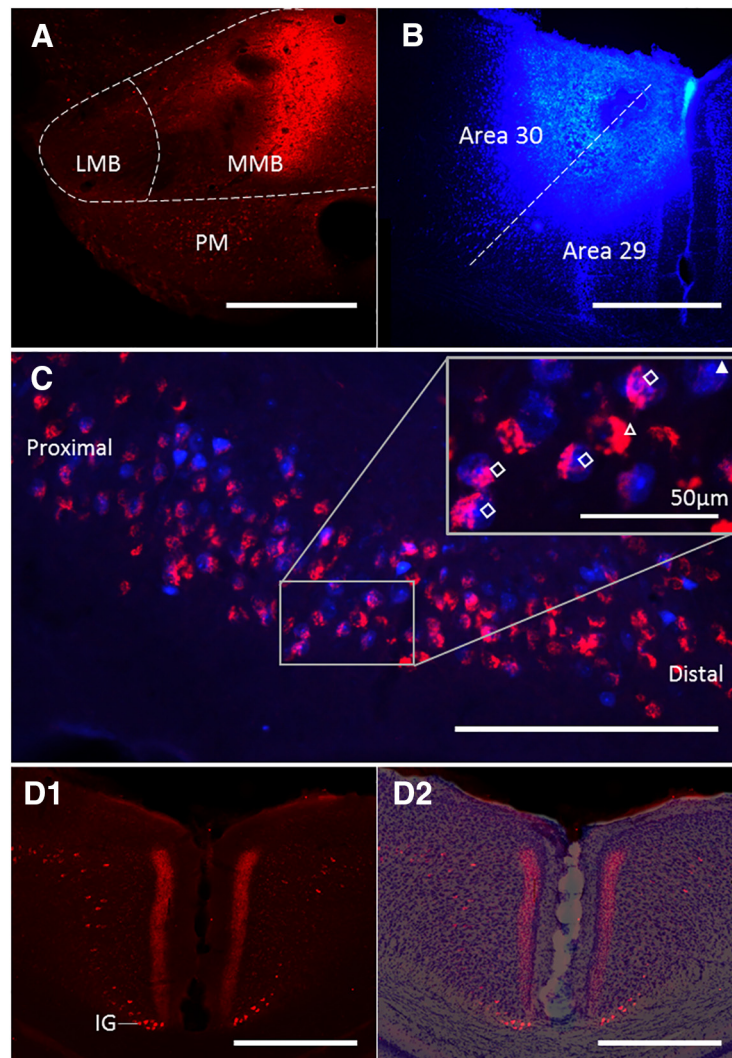 A
LMB
MMB
PM
B
Area 30
Area 29
C
Proximal
50µm
Distal
D1
IG
D2